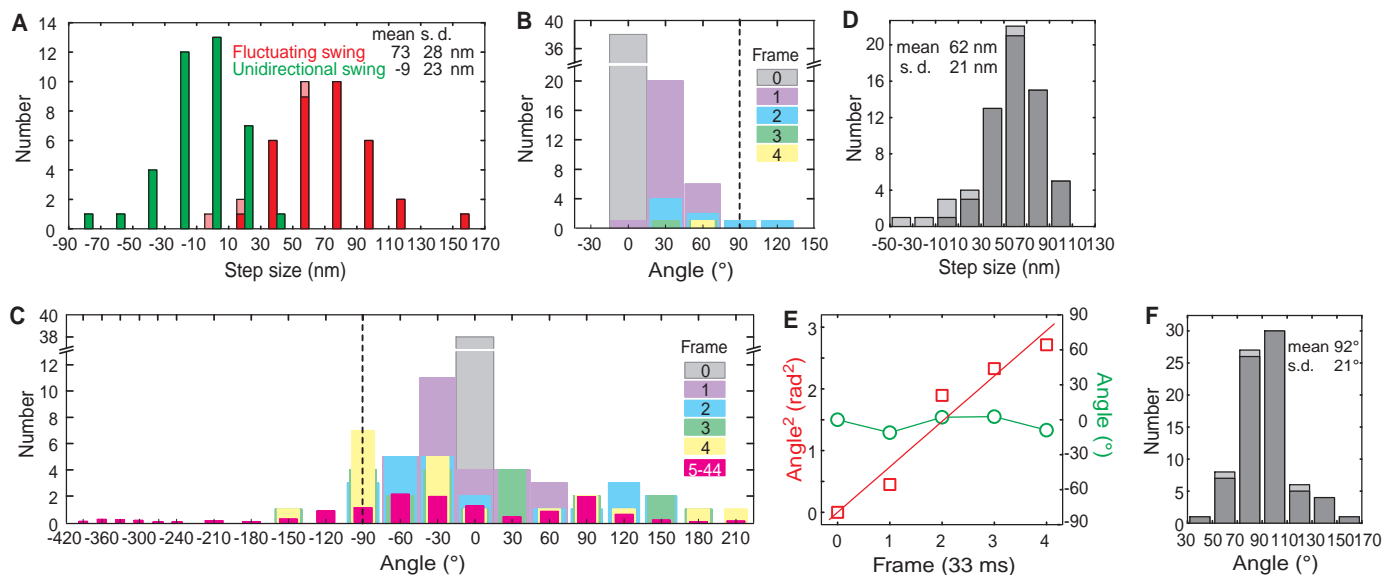 A
14
12
10
8
6
4
2
0
Number
mean s. d.
Fluctuating swing 73 28 nm
Unidirectional swing -9 23 nm
-90 -70 -50 -30 -10 10 30 50 70 90 110 130 150 170
Step size (nm)
B
40
38
20
16
12
8
4
0
Number
Frame
0
1
2
3
4
-30 0 30 60 90 120 150
Angle (°)
D
20
15
10
5
0
Number
mean 62 nm
s. d. 21 nm
-50 -30 -10 10 30 50 70 90 110 130
Step size (nm)
C
40
38
12
10
8
6
4
2
0
Number
Frame
0
1
2
3
4
5-44
-420 -360 -300 -240 -210 -180 -150 -120 -90 -60 -30 0 30 60 90 120 150 180 210
Angle (°)
E
3
2
1
0
Angle² (rad²)
90
60
30
0
-30
-60
-90
Angle (°)
0 1 2 3 4
Frame (33 ms)
F
30
25
20
15
10
5
0
Number
mean 92°
s.d. 21°
30 50 70 90 110 130 150 170
Angle (°)